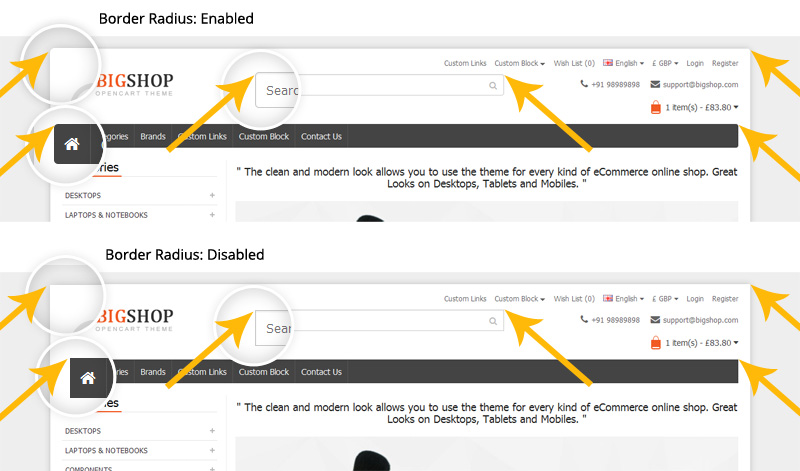 Border Radius: Enabled
Custom Links Custom Block Wish List (0) English £ GBP Login Register
BIGSHOP
OPENCART THEME
Searc
+91 98989898 support@bigshop.com
1 item(s) - £83.80
Brands Custom Links Custom Block Contact Us
" The clean and modern look allows you to use the theme for every kind of eCommerce online shop. Great
Looks on Desktops, Tablets and Mobiles. "
DESKTOPS +
LAPTOPS & NOTEBOOKS +
Border Radius: Disabled
Custom Links Custom Block Wish List (0) English £ GBP Login Register
BIGSHOP
OPENCART THEME
Sear
+91 98989898 support@bigshop.com
1 item(s) - £83.80
Brands Custom Links Custom Block Contact Us
" The clean and modern look allows you to use the theme for every kind of eCommerce online shop. Great
Looks on Desktops, Tablets and Mobiles. "
DESKTOPS +
LAPTOPS & NOTEBOOKS +
COMPONENTS +